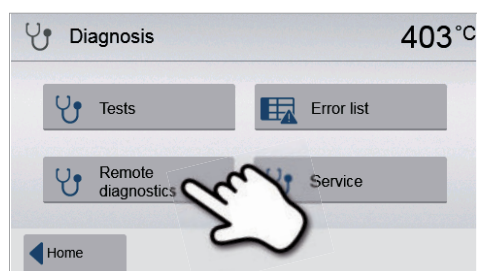 Diagnosis 403°C
Tests
Error list
Remote
diagnostics
Service
Home